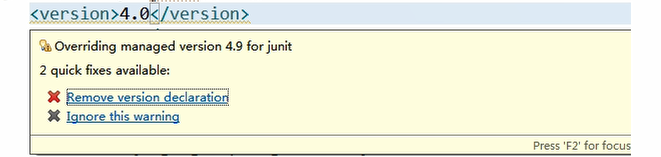 <version>4.0</version>
Overriding managed version 4.9 for junit
2 quick fixes available:
Remove version declaration
Ignore this warning
Press 'F2' for focus